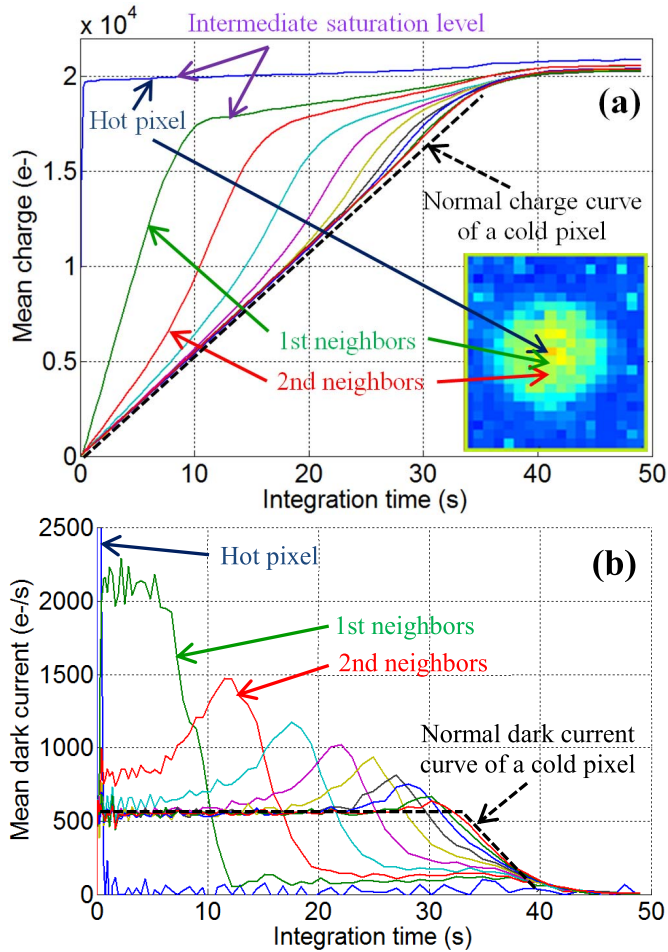 x 10⁴
Intermediate saturation level
2
1.5
1
0.5
0
Mean charge (e-)
(a)
Hot pixel
Normal charge curve
of a cold pixel
1st neighbors
2nd neighbors
0 10 20 30 40 50
Integration time (s)
2500
2000
1500
1000
500
0
Mean dark current (e-/s)
(b)
Hot pixel
1st neighbors
2nd neighbors
Normal dark current
curve of a cold pixel
0 10 20 30 40 50
Integration time (s)